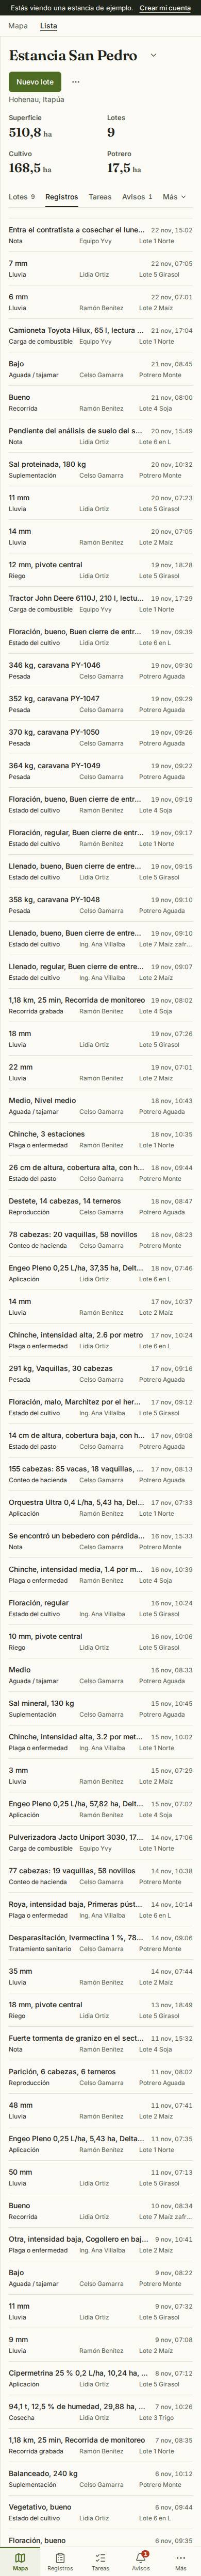 Estás viendo una estancia de ejemplo. Crear mi cuenta
Mapa Lista
Estancia San Pedro
Nuevo lote
Hohenau, Itapúa
Superficie Lotes
510,8 ha 9
Cultivo Potrero
168,5 ha 17,5 ha
Lotes 9 Registros Tareas Avisos 1 Más
Entra el contratista a cosechar el lune... 22 nov, 15:02
Nota Equipo Yvy Lote 1 Norte
7 mm 22 nov, 07:05
Lluvia Lidia Ortiz Lote 5 Girasol
6 mm 22 nov, 07:01
Lluvia Ramón Benítez Lote 2 Maíz
Camioneta Toyota Hilux, 65 l, lectura ... 21 nov, 17:04
Carga de combustible Equipo Yvy Lote 1 Norte
Bajo 21 nov, 08:45
Aguada / tajamar Celso Gamarra Potrero Monte
Bueno 21 nov, 08:00
Recorrida Ramón Benítez Lote 4 Soja
Pendiente del análisis de suelo del s... 20 nov, 15:49
Nota Lidia Ortiz Lote 6 en L
Sal proteinada, 180 kg 20 nov, 10:32
Suplementación Celso Gamarra Potrero Monte
11 mm 20 nov, 07:23
Lluvia Lidia Ortiz Lote 5 Girasol
14 mm 20 nov, 07:05
Lluvia Ramón Benítez Lote 2 Maíz
12 mm, pivote central 19 nov, 18:28
Riego Lidia Ortiz Lote 5 Girasol
Tractor John Deere 6110J, 210 l, lectu... 19 nov, 17:29
Carga de combustible Equipo Yvy Lote 1 Norte
Floración, bueno, Buen cierre de entr... 19 nov, 09:39
Estado del cultivo Lidia Ortiz Lote 6 en L
346 kg, caravana PY-1046 19 nov, 09:30
Pesada Celso Gamarra Potrero Aguada
352 kg, caravana PY-1047 19 nov, 09:29
Pesada Celso Gamarra Potrero Aguada
370 kg, caravana PY-1050 19 nov, 09:26
Pesada Celso Gamarra Potrero Aguada
364 kg, caravana PY-1049 19 nov, 09:22
Pesada Celso Gamarra Potrero Aguada
Floración, bueno, Buen cierre de entr... 19 nov, 09:19
Estado del cultivo Ramón Benítez Lote 4 Soja
Floración, regular, Buen cierre de entr... 19 nov, 09:17
Estado del cultivo Ramón Benítez Lote 1 Norte
Llenado, bueno, Buen cierre de entre... 19 nov, 09:15
Estado del cultivo Lidia Ortiz Lote 5 Girasol
358 kg, caravana PY-1048 19 nov, 09:10
Pesada Celso Gamarra Potrero Aguada
Llenado, bueno, Buen cierre de entre... 19 nov, 09:10
Estado del cultivo Ing. Ana Villalba Lote 7 Maíz zafr...
Llenado, regular, Buen cierre de entre... 19 nov, 09:07
Estado del cultivo Ing. Ana Villalba Lote 2 Maíz
1,18 km, 25 min, Recorrida de monitoreo 19 nov, 08:02
Recorrida grabada Ramón Benítez Lote 4 Soja
18 mm 19 nov, 07:26
Lluvia Lidia Ortiz Lote 5 Girasol
22 mm 19 nov, 07:01
Lluvia Ramón Benítez Lote 2 Maíz
Medio, Nivel medio 18 nov, 10:43
Aguada / tajamar Celso Gamarra Potrero Aguada
Chinche, 3 estaciones 18 nov, 10:35
Plaga o enfermedad Ramón Benítez Lote 1 Norte
26 cm de altura, cobertura alta, con h... 18 nov, 09:44
Estado del pasto Celso Gamarra Potrero Monte
Destete, 14 cabezas, 14 terneros 18 nov, 08:47
Reproducción Celso Gamarra Potrero Aguada
78 cabezas: 20 vaquillas, 58 novillos 18 nov, 08:23
Conteo de hacienda Celso Gamarra Potrero Monte
Engeo Pleno 0,25 L/ha, 37,35 ha, Delt... 18 nov, 07:46
Aplicación Lidia Ortiz Lote 6 en L
14 mm 17 nov, 10:37
Lluvia Ramón Benítez Lote 2 Maíz
Chinche, intensidad alta, 2.6 por metro 17 nov, 10:24
Plaga o enfermedad Lidia Ortiz Lote 6 en L
291 kg, Vaquillas, 30 cabezas 17 nov, 09:16
Pesada Celso Gamarra Potrero Aguada
Floración, malo, Marchitez por el her... 17 nov, 09:12
Estado del cultivo Ing. Ana Villalba Lote 5 Girasol
14 cm de altura, cobertura baja, con h... 17 nov, 09:08
Estado del pasto Celso Gamarra Potrero Aguada
155 cabezas: 85 vacas, 18 vaquillas, ... 17 nov, 08:13
Conteo de hacienda Celso Gamarra Potrero Aguada
Orquestra Ultra 0,4 L/ha, 5,43 ha, Del... 17 nov, 07:33
Aplicación Ramón Benítez Lote 1 Norte
Se encontró un bebedero con pérdida... 16 nov, 15:33
Nota Celso Gamarra Potrero Monte
Chinche, intensidad media, 1.4 por m... 16 nov, 10:39
Plaga o enfermedad Ramón Benítez Lote 4 Soja
Floración, regular 16 nov, 10:24
Estado del cultivo Ing. Ana Villalba Lote 5 Girasol
10 mm, pivote central 16 nov, 10:06
Riego Lidia Ortiz Lote 5 Girasol
Medio 16 nov, 08:33
Aguada / tajamar Celso Gamarra Potrero Aguada
Sal mineral, 130 kg 15 nov, 10:45
Suplementación Celso Gamarra Potrero Aguada
Chinche, intensidad alta, 3.2 por met... 15 nov, 10:02
Plaga o enfermedad Ing. Ana Villalba Lote 1 Norte
3 mm 15 nov, 07:29
Lluvia Ramón Benítez Lote 2 Maíz
Engeo Pleno 0,25 L/ha, 57,82 ha, Delt... 15 nov, 07:02
Aplicación Ramón Benítez Lote 4 Soja
Pulverizadora Jacto Uniport 3030, 17... 14 nov, 17:06
Carga de combustible Equipo Yvy Lote 1 Norte
77 cabezas: 19 vaquillas, 58 novillos 14 nov, 10:38
Conteo de hacienda Celso Gamarra Potrero Monte
Roya, intensidad baja, Primeras púst... 14 nov, 10:14
Plaga o enfermedad Ing. Ana Villalba Lote 6 en L
Desparasitación, Ivermectina 1 %, 78... 14 nov, 09:06
Tratamiento sanitario Celso Gamarra Potrero Monte
35 mm 14 nov, 07:44
Lluvia Ramón Benítez Lote 2 Maíz
18 mm, pivote central 13 nov, 18:49
Riego Lidia Ortiz Lote 5 Girasol
Fuerte tormenta de granizo en el sect... 11 nov, 15:32
Nota Ramón Benítez Lote 4 Soja
Parición, 6 cabezas, 6 terneros 11 nov, 08:02
Reproducción Celso Gamarra Potrero Aguada
48 mm 11 nov, 07:41
Lluvia Ramón Benítez Lote 2 Maíz
Engeo Pleno 0,25 L/ha, 5,43 ha, Delta... 11 nov, 07:35
Aplicación Ramón Benítez Lote 1 Norte
50 mm 11 nov, 07:13
Lluvia Lidia Ortiz Lote 5 Girasol
Bueno 10 nov, 08:34
Recorrida Lidia Ortiz Lote 7 Maíz zafr...
Otra, intensidad baja, Cogollero en baj... 9 nov, 10:41
Plaga o enfermedad Ing. Ana Villalba Lote 2 Maíz
Bajo 9 nov, 08:22
Aguada / tajamar Celso Gamarra Potrero Monte
11 mm 9 nov, 07:32
Lluvia Lidia Ortiz Lote 5 Girasol
9 mm 9 nov, 07:08
Lluvia Ramón Benítez Lote 2 Maíz
Cipermetrina 25 % 0,2 L/ha, 10,24 ha, ... 8 nov, 07:12
Aplicación Lidia Ortiz Lote 5 Girasol
94,1 t, 12,5 % de humedad, 29,88 ha, ... 7 nov, 10:26
Cosecha Lidia Ortiz Lote 3 Trigo
1,18 km, 25 min, Recorrida de monitoreo 7 nov, 08:35
Recorrida grabada Ramón Benítez Lote 1 Norte
Balanceado, 240 kg 6 nov, 10:12
Suplementación Celso Gamarra Potrero Monte
Vegetativo, bueno 6 nov, 09:44
Estado del cultivo Lidia Ortiz Lote 6 en L
Floración, bueno 6 nov, 09:35
1
Mapa Registros Tareas Avisos Más